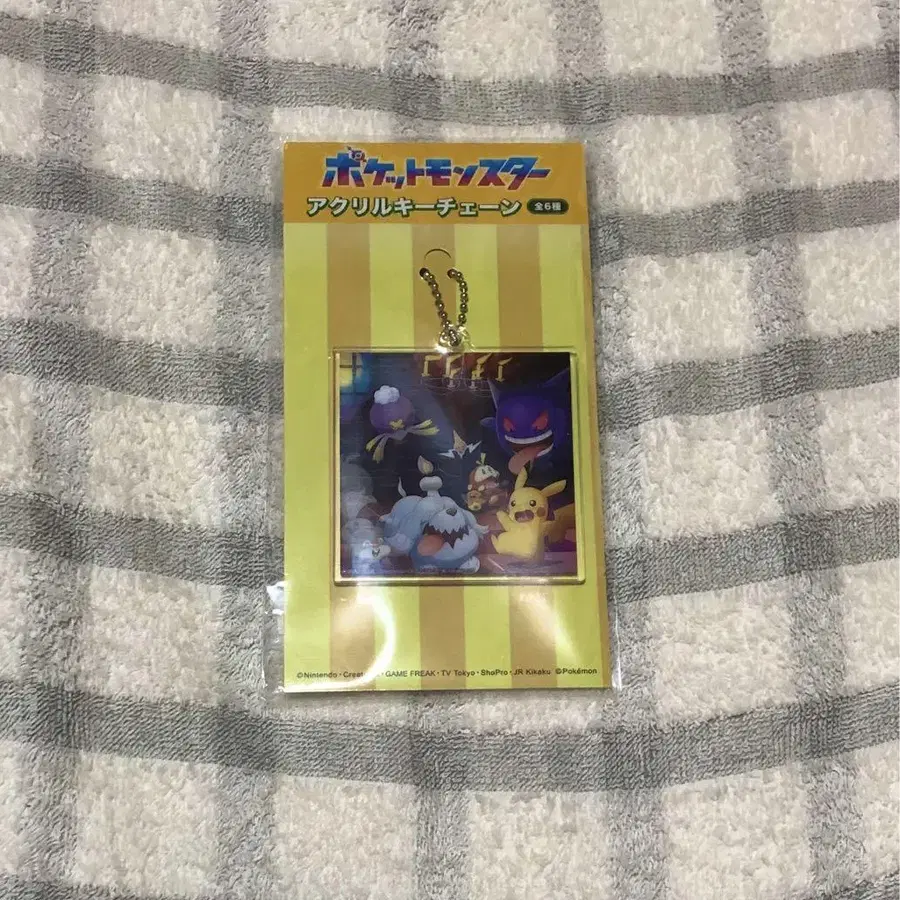 ポケットモンスター
アクリルキーチェーン 全6種
©Nintendo・Creatures・GAME FREAK・TV Tokyo・ShoPro・JR Kikaku ©Pokémon